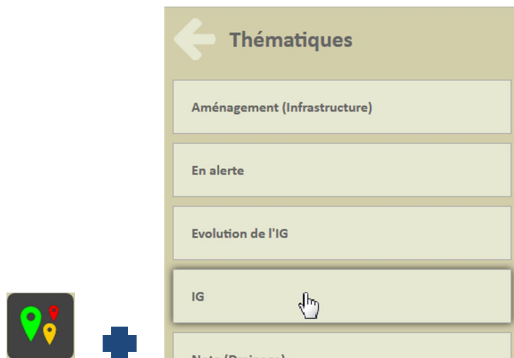 Thématiques
Aménagement (Infrastructure)
En alerte
Evolution de l'IG
IG